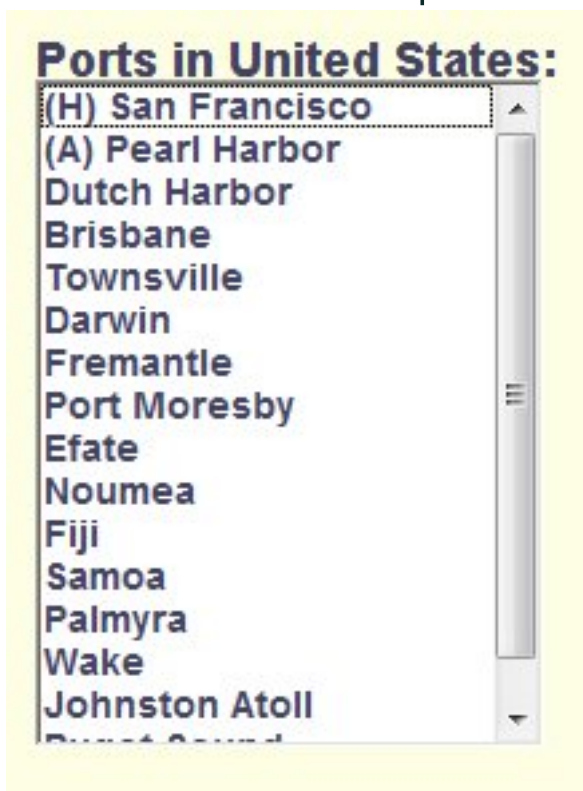 Ports in United States:
(H) San Francisco
(A) Pearl Harbor
Dutch Harbor
Brisbane
Townsville
Darwin
Fremantle
Port Moresby
Efate
Noumea
Fiji
Samoa
Palmyra
Wake
Johnston Atoll